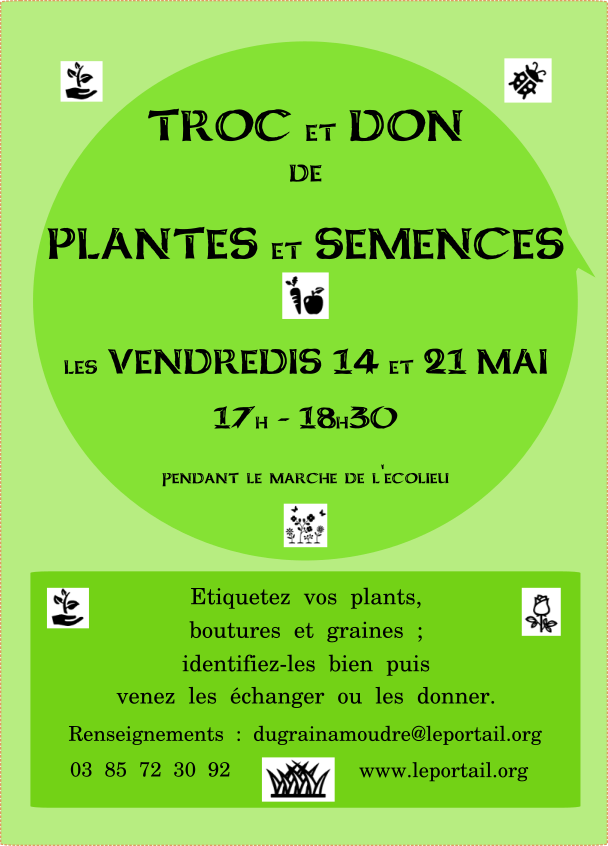 TROC ET DON
DE
PLANTES ET SEMENCES
LES VENDREDIS 14 ET 21 MAI
17H - 18H30
PENDANT LE MARCHE DE L'ECOLIEU
Etiquetez vos plants,
boutures et graines ;
identifiez-les bien puis
venez les échanger ou les donner.
Renseignements : dugrainamoudre@leportail.org
03 85 72 30 92 www.leportail.org